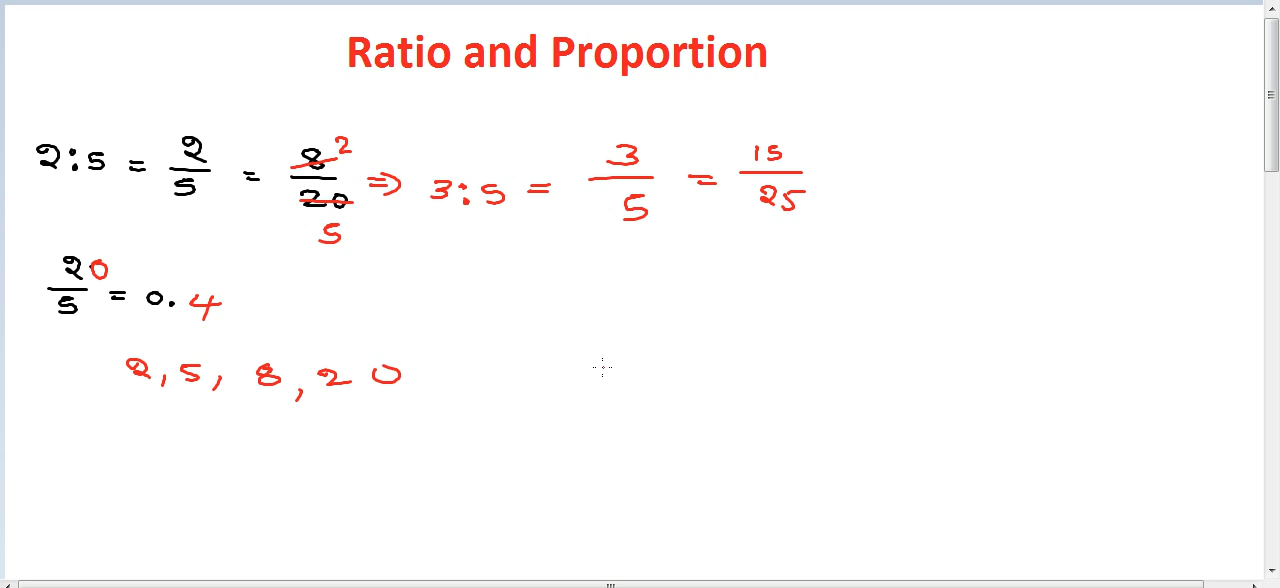 Ratio and Proportion
2:5 = 2/5 = 8/20 2 5 ⇒ 3:5 = 3/5 = 15/25
20/5 = 0.4
2, 5, 8, 20